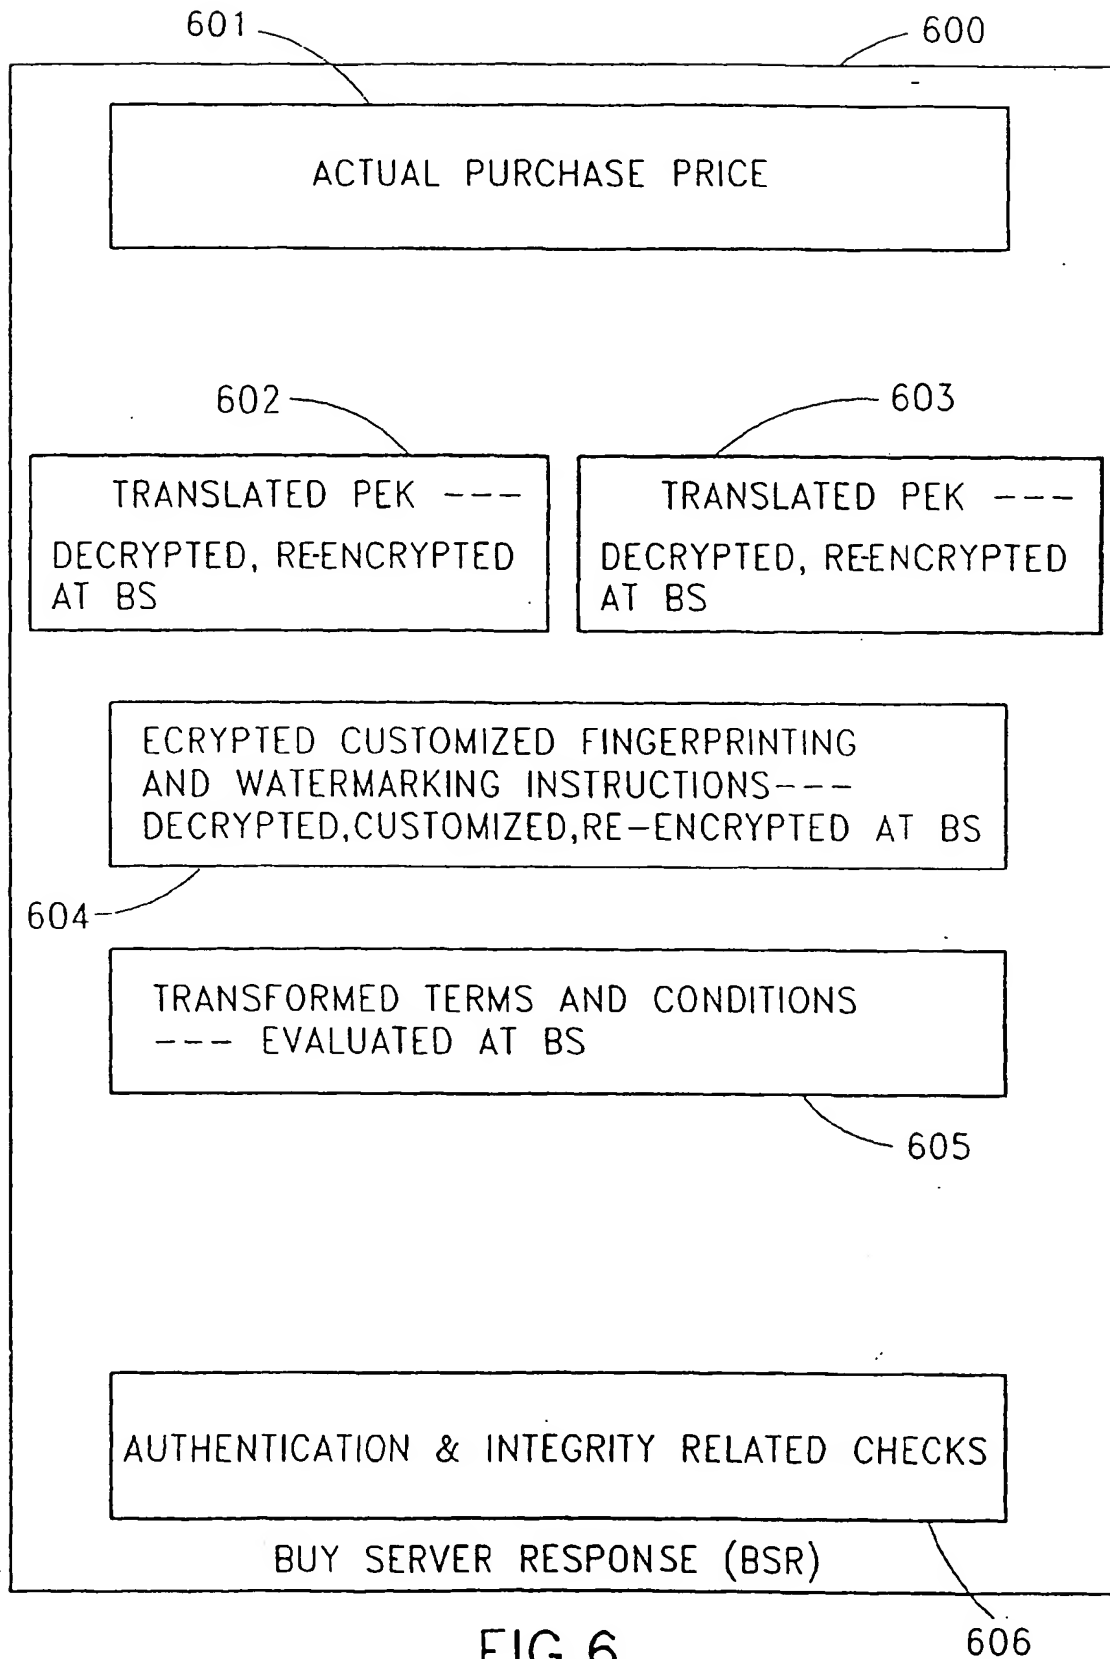 601
600
ACTUAL PURCHASE PRICE
602
603
TRANSLATED PEK ---
DECRYPTED, RE-ENCRYPTED
AT BS
TRANSLATED PEK ---
DECRYPTED, RE-ENCRYPTED
AT BS
ECRYPTED CUSTOMIZED FINGERPRINTING
AND WATERMARKING INSTRUCTIONS---
DECRYPTED,CUSTOMIZED,RE-ENCRYPTED AT BS
604
TRANSFORMED TERMS AND CONDITIONS
--- EVALUATED AT BS
605
AUTHENTICATION & INTEGRITY RELATED CHECKS
BUY SERVER RESPONSE (BSR)
606
FIG.6